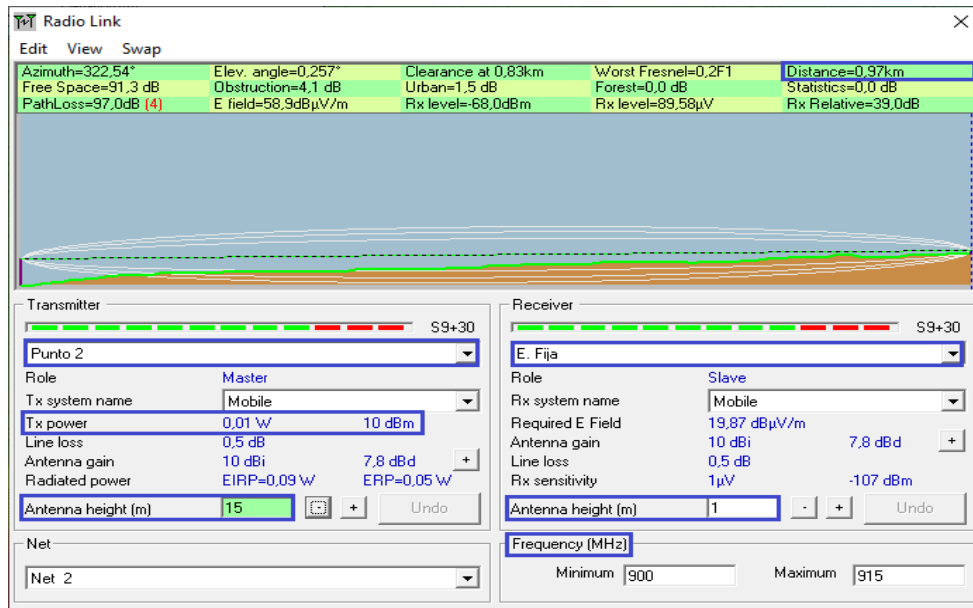 Radio Link
Edit View Swap
Azimuth=322,54° Elev. angle=0,257° Clearance at 0,83km Worst Fresnel=0,2F1 Distance=0,97km
Free Space=91,3 dB Obstruction=4,1 dB Urban=1,5 dB Forest=0,0 dB Statistics=0,0 dB
PathLoss=97,0dB (4) E field=58,9dBµV/m Rx level=-68,0dBm Rx level=89,58µV Rx Relative=39,0dB
Transmitter
S9+30
Punto 2
Role Master
Tx system name Mobile
Tx power 0,01 W 10 dBm
Line loss 0,5 dB
Antenna gain 10 dBi 7,8 dBd +
Radiated power EIRP=0,09 W ERP=0,05 W
Antenna height (m) 15 - + Undo
Net
Net 2
Receiver
S9+30
E. Fija
Role Slave
Rx system name Mobile
Required E Field 19,87 dBµV/m
Antenna gain 10 dBi 7,8 dBd +
Line loss 0,5 dB
Rx sensitivity 1µV -107 dBm
Antenna height (m) 1 - + Undo
Frequency (MHz)
Minimum 900 Maximum 915